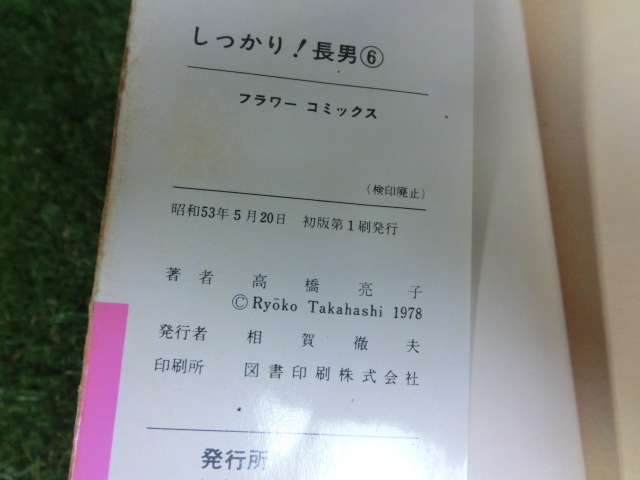 しっかり！長男⑥
フラワー コミックス
（検印廃止）
昭和53年5月20日 初版第1刷発行
著者 高橋亮子
©Ryōko Takahashi 1978
発行者 相賀徹夫
印刷所 図書印刷株式会社
発行所